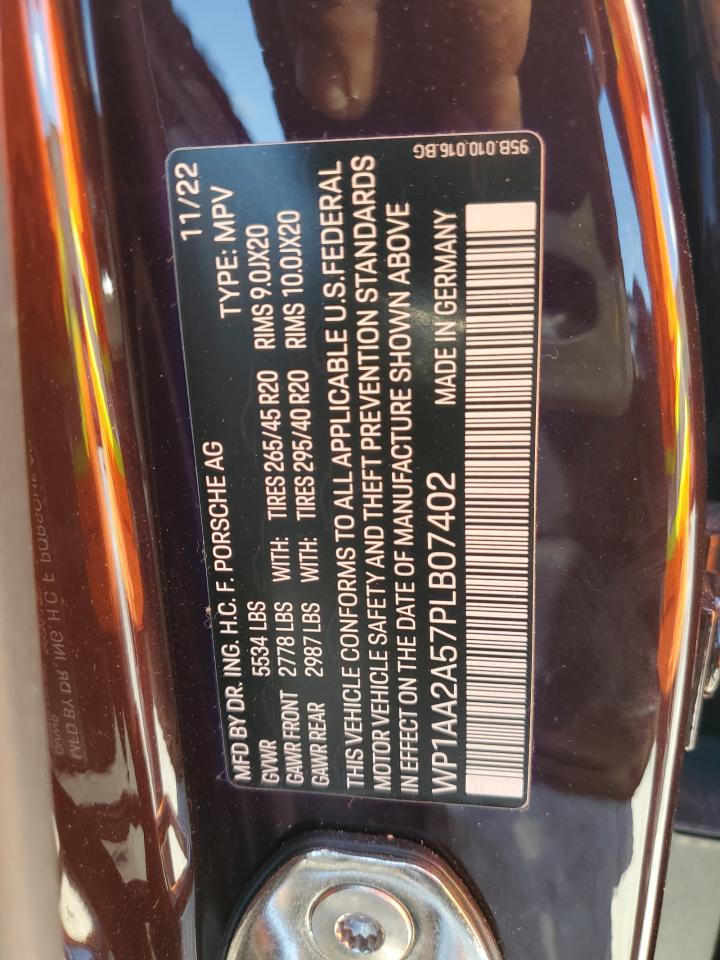 MFD BY DR. ING. H.C. F. PORSCHE AG 11/22
GVWR 5534 LBS TYPE: MPV
GAWR FRONT 2778 LBS WITH: TIRES 265/45 R20 RIMS 9.0JX20
GAWR REAR 2987 LBS WITH: TIRES 295/40 R20 RIMS 10.0JX20
THIS VEHICLE CONFORMS TO ALL APPLICABLE U.S.FEDERAL
MOTOR VEHICLE SAFETY AND THEFT PREVENTION STANDARDS
IN EFFECT ON THE DATE OF MANUFACTURE SHOWN ABOVE
WP1AA2A57PLB07402 MADE IN GERMANY
95B.010.016.BG